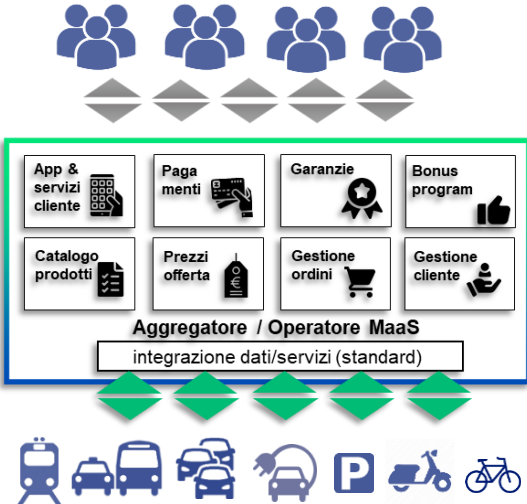 App &
servizi
cliente
Paga
menti
Garanzie
Bonus
program
Catalogo
prodotti
Prezzi
offerta
€
Gestione
ordini
Gestione
cliente
Aggregatore / Operatore MaaS
integrazione dati/servizi (standard)
P